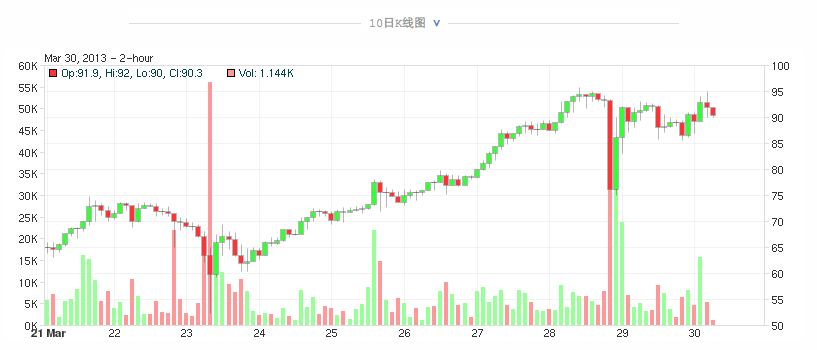 10日K线图 ∨
Mar 30, 2013 - 2-hour
Op:91.9, Hi:92, Lo:90, Cl:90.3 Vol: 1.144K
60K 100
55K 95
50K 90
45K 85
40K 80
35K
30K 75
25K 70
20K
15K 65
10K 60
5K 55
0K 50
21 Mar 22 23 24 25 26 27 28 29 30